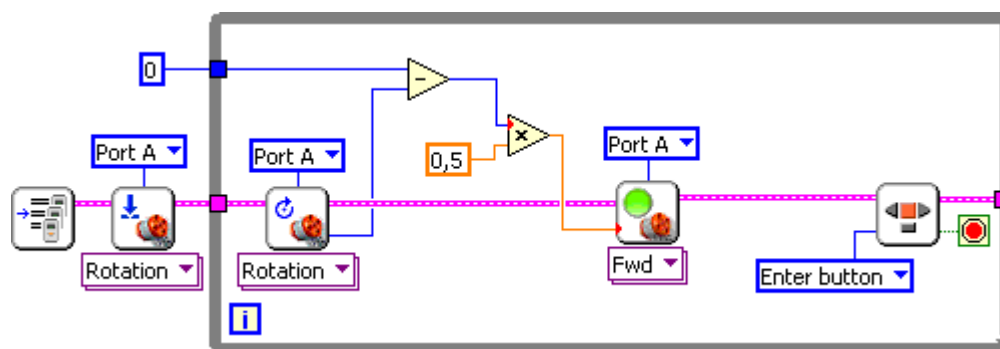 0
-
x
0,5
Port A
Port A
Port A
Rotation
Rotation
Fwd
Enter button
i